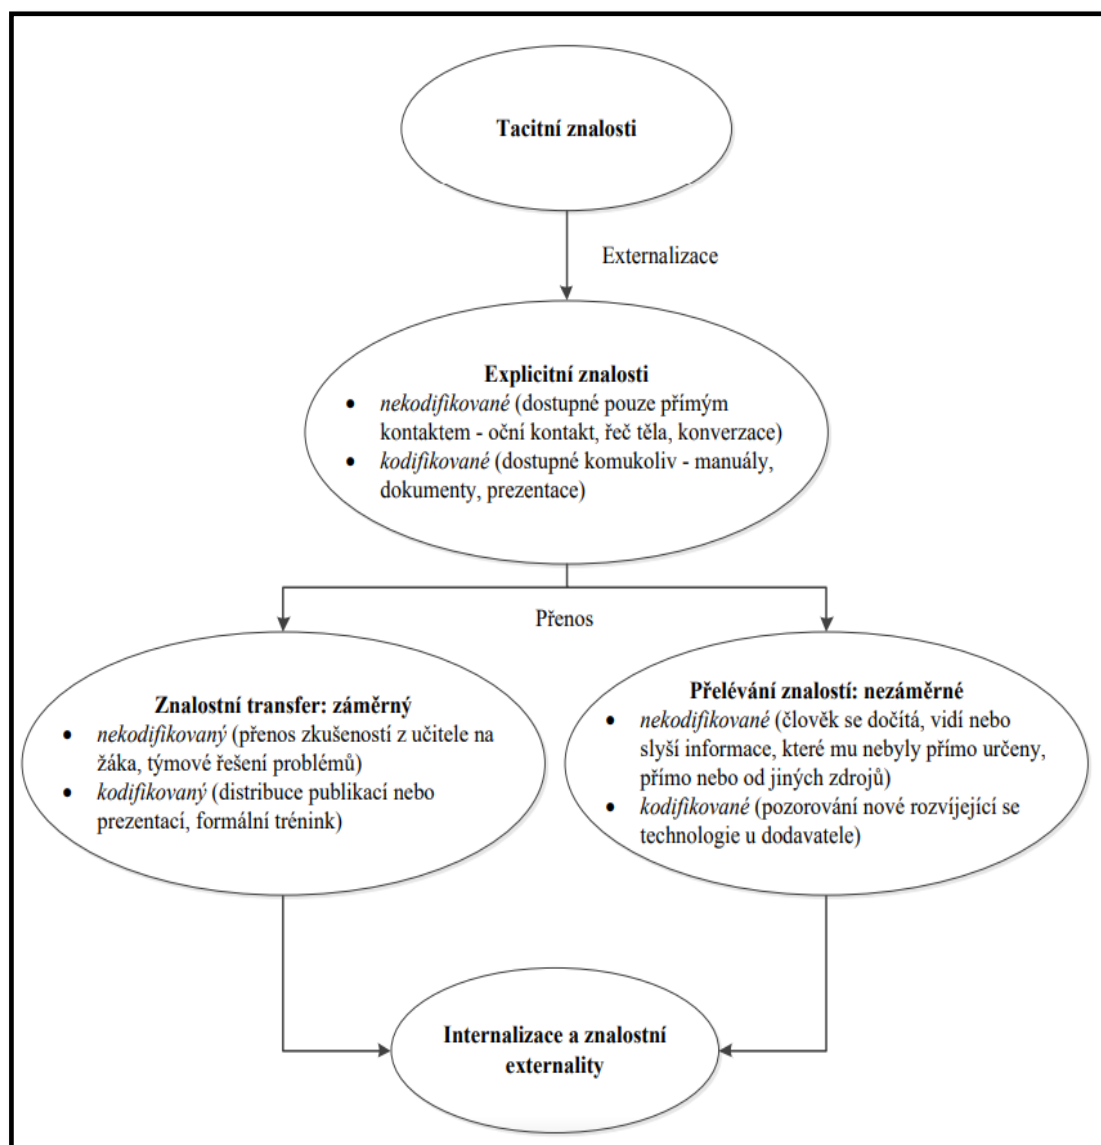 Tacitní znalosti
Externalizace
Explicitní znalosti
• nekodifikované (dostupné pouze přímým
kontaktem - oční kontakt, řeč těla, konverzace)
• kodifikované (dostupné komukoliv - manuály,
dokumenty, prezentace)
Přenos
Znalostní transfer: záměrný
• nekodifikovaný (přenos zkušeností z učitele na
žáka, týmové řešení problémů)
• kodifikovaný (distribuce publikací nebo
prezentací, formální trénink)
Přelévání znalostí: nezáměrné
• nekodifikované (člověk se dočítá, vidí nebo
slyší informace, které mu nebyly přímo určeny,
přímo nebo od jiných zdrojů)
• kodifikované (pozorování nové rozvíjející se
technologie u dodavatele)
Internalizace a znalostní
externality